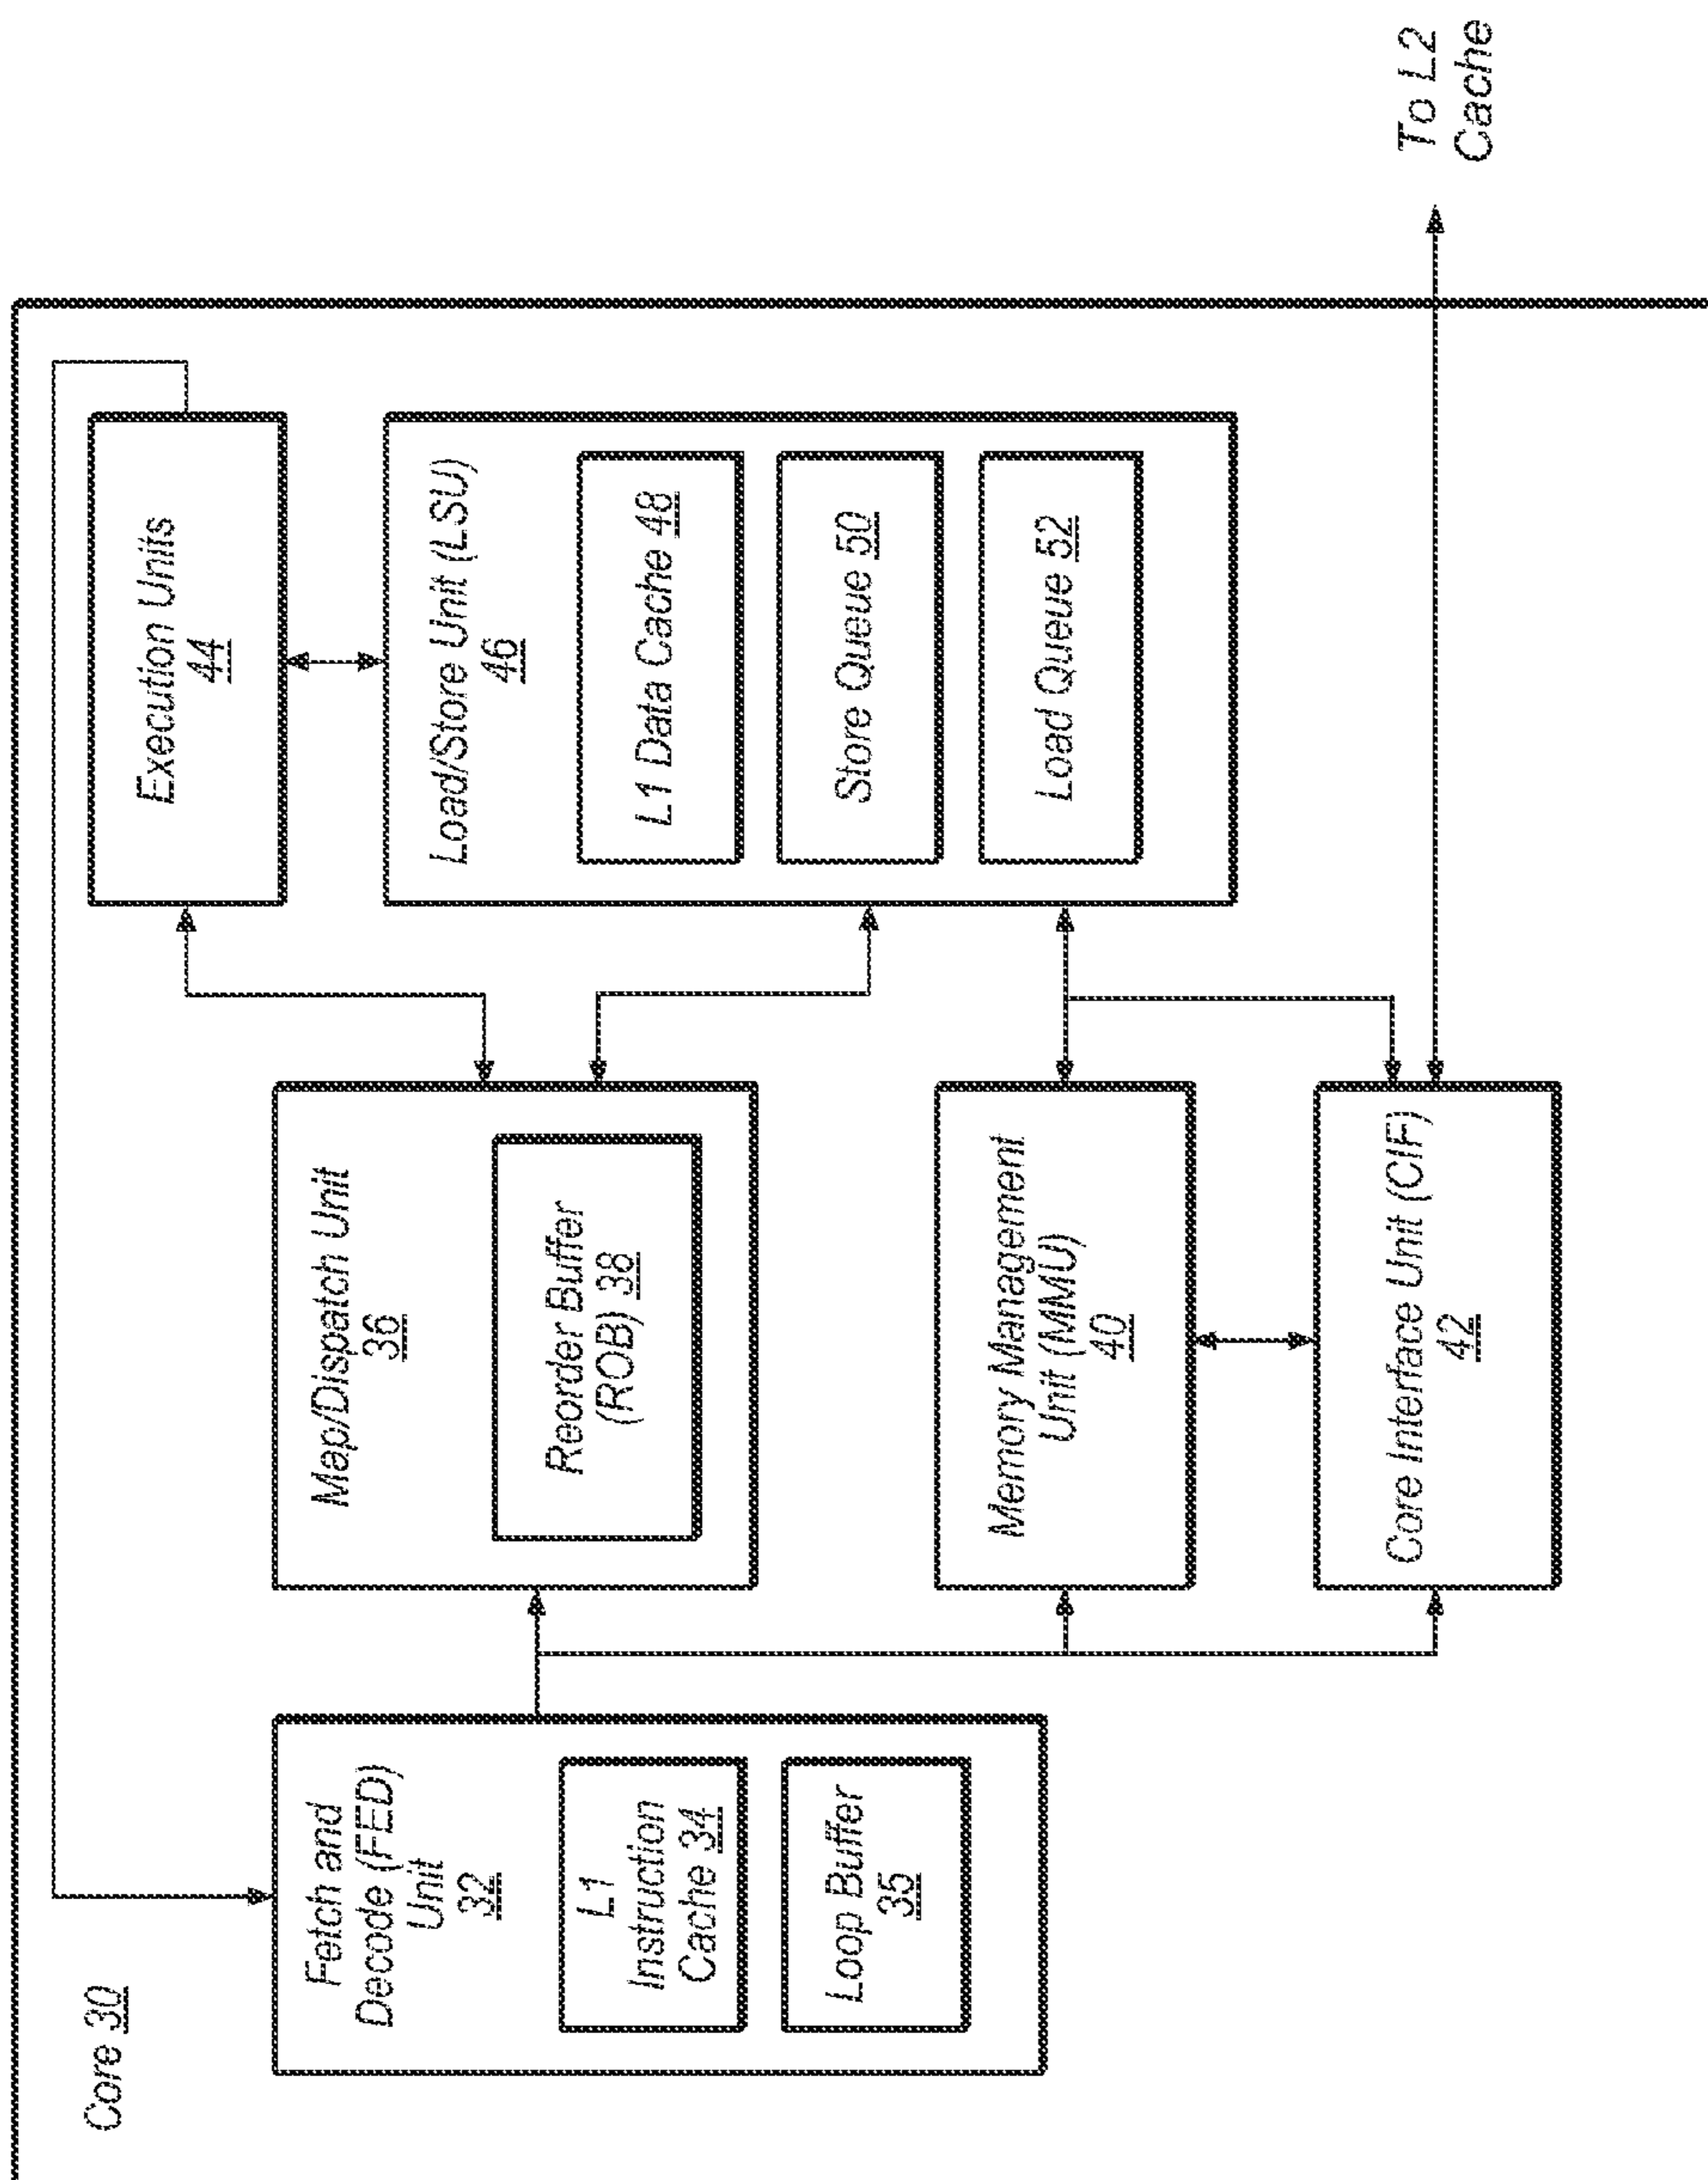 Core 30
Fetch and
Decode (FED)
Unit
32
L1
Instruction
Cache 34
Loop Buffer
35
Map/Dispatch Unit
36
Reorder Buffer
(ROB) 38
Memory Management
Unit (MMU)
40
Core Interface Unit (CIF)
42
Execution Units
44
Load/Store Unit (LSU)
46
L1 Data Cache 48
Store Queue 50
Load Queue 52
To L2
Cache